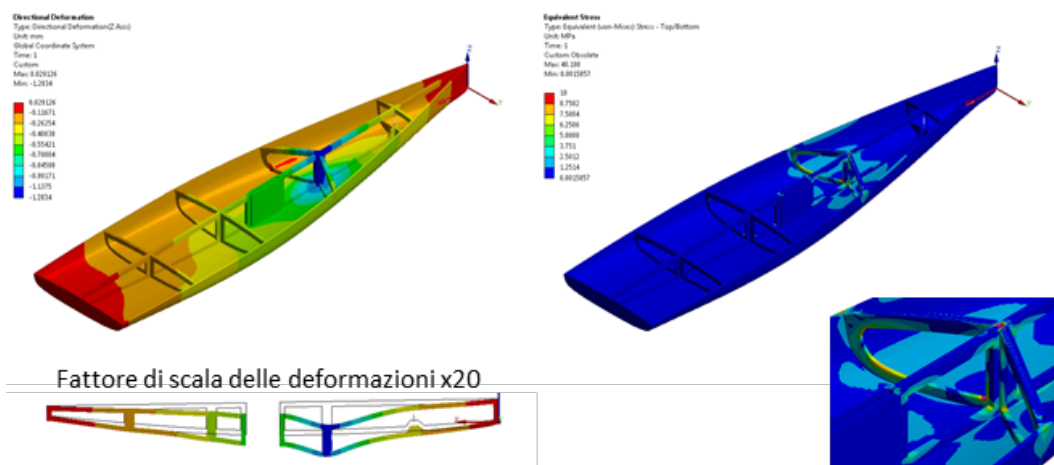 Directional Deformation
Type: Directional Deformation(Z Axis)
Unit: mm
Global Coordinate System
Time: 1
Custom
Max: 0.029126
Min: -1.2834
0.029126
-0.11671
-0.26254
-0.40838
-0.55421
-0.70004
-0.84588
-0.99171
-1.1375
-1.2834
Equivalent Stress
Type: Equivalent (von-Mises) Stress - Top/Bottom
Unit: MPa
Time: 1
Custom Obsolete
Max: 40.108
Min: 0.0015857
10
8.7502
7.5004
6.2506
5.0008
3.751
2.5012
1.2514
0.0015857
Fattore di scala delle deformazioni x20